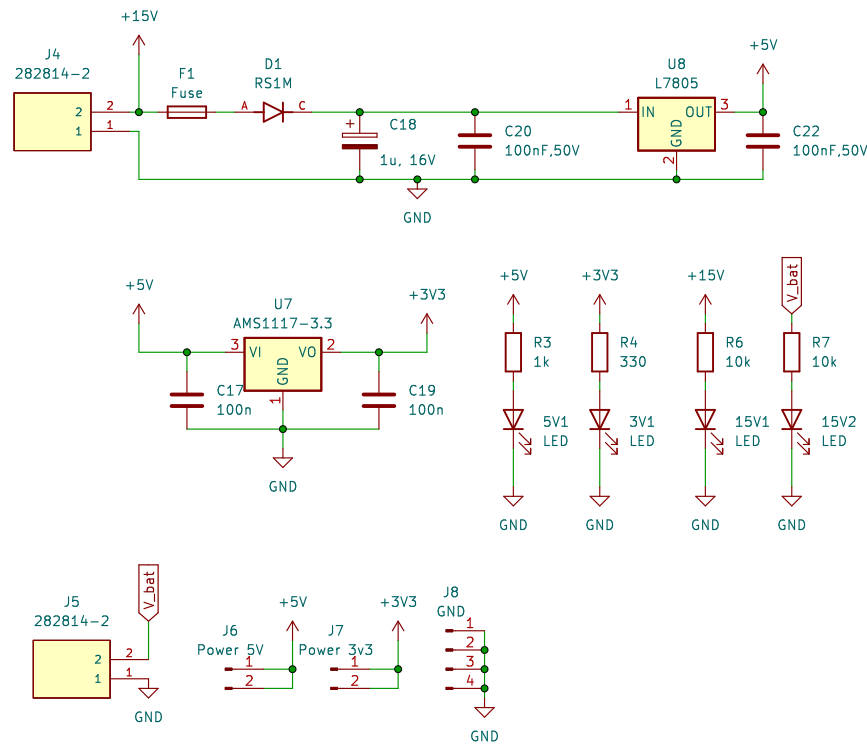 +15V
J4
282814-2
2
1
2
1
F1
Fuse
D1
RS1M
A
C
+
C18
1u, 16V
C20
100nF,50V
U8
L7805
1
IN
OUT
3
GND
2
+5V
C22
100nF,50V
GND
+5V
U7
AMS1117-3.3
3
VI
VO
2
GND
1
+3V3
C17
100n
C19
100n
GND
+5V
R3
1k
5V1
LED
GND
+3V3
R4
330
3V1
LED
GND
+15V
R6
10k
15V1
LED
GND
V_bat
R7
10k
15V2
LED
GND
J5
282814-2
2
1
2
1
V_bat
GND
J6
Power 5V
1
2
+5V
J7
Power 3v3
1
2
+3V3
J8
GND
1
2
3
4
GND